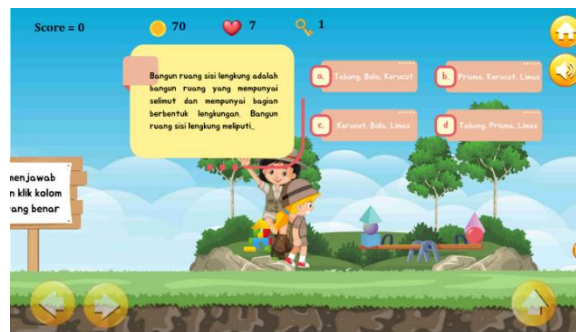 Score = 0
70
7
1
Bangun ruang sisi lengkung adalah
bangun ruang yang mempunyai
selimut dan mempunyai bagian
berbentuk lengkungan. Bangun
ruang sisi lengkung meliputi..
a. Tabung, Bola, Kerucut
b. Prisma, Kerucut, Limas
c. Kerucut, Bola, Limas
d Tabung, Prisma, Limas
menjawab
n klik kolom
yang benar